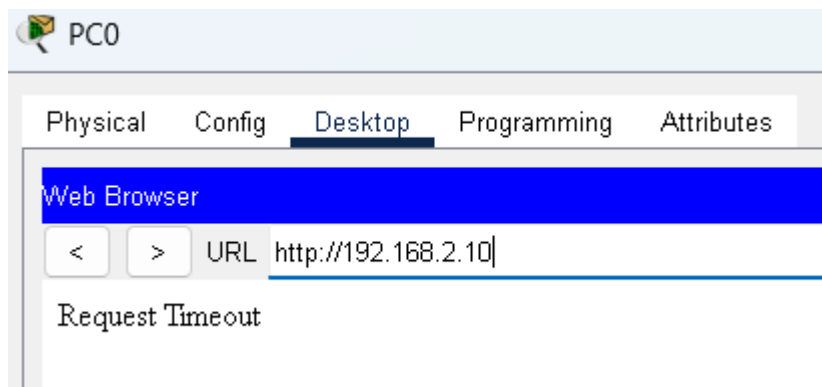 PC0
Physical Config Desktop Programming Attributes
Web Browser
< > URL http://192.168.2.10
Request Timeout